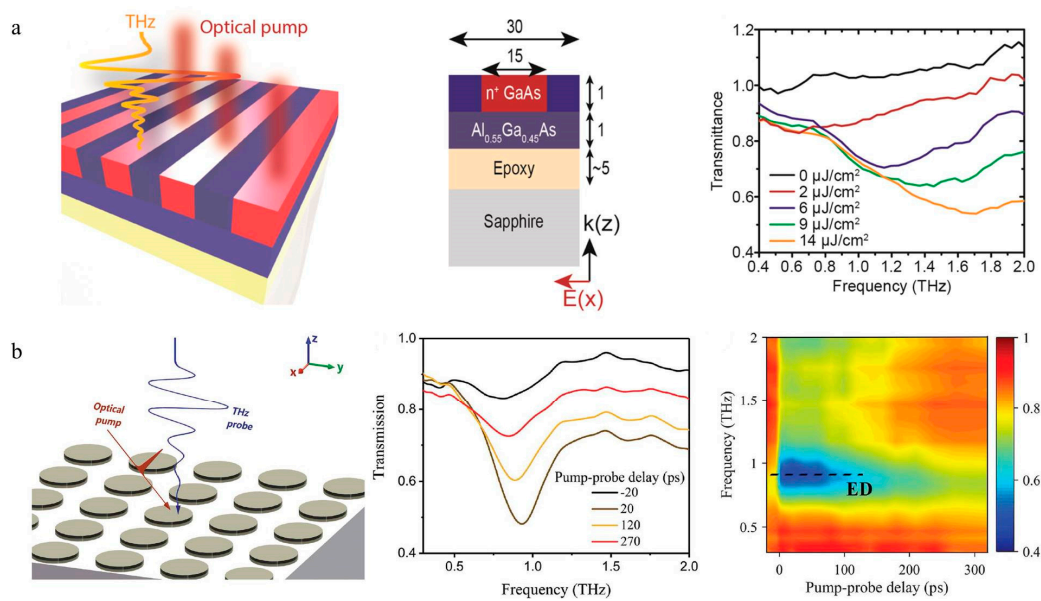 a
THz
Optical pump
30
15
n⁺ GaAs
1
Al₀.₅₅Ga₀.₄₅As
1
Epoxy
~5
Sapphire
k(z)
E(x)
1.2
1.0
0.8
0.6
0.4
Transmittance
0 μJ/cm²
2 μJ/cm²
6 μJ/cm²
9 μJ/cm²
14 μJ/cm²
0.4 0.6 0.8 1.0 1.2 1.4 1.6 1.8 2.0
Frequency (THz)
b
z
x
y
Optical
pump
THz
probe
1.0
0.8
0.6
0.4
Transmission
Pump-probe delay (ps)
-20
20
120
270
0.5 1.0 1.5 2.0
Frequency (THz)
2
1.5
1
0.5
Frequency (THz)
ED
0 100 200 300
Pump-probe delay (ps)
1
0.9
0.8
0.7
0.6
0.5
0.4